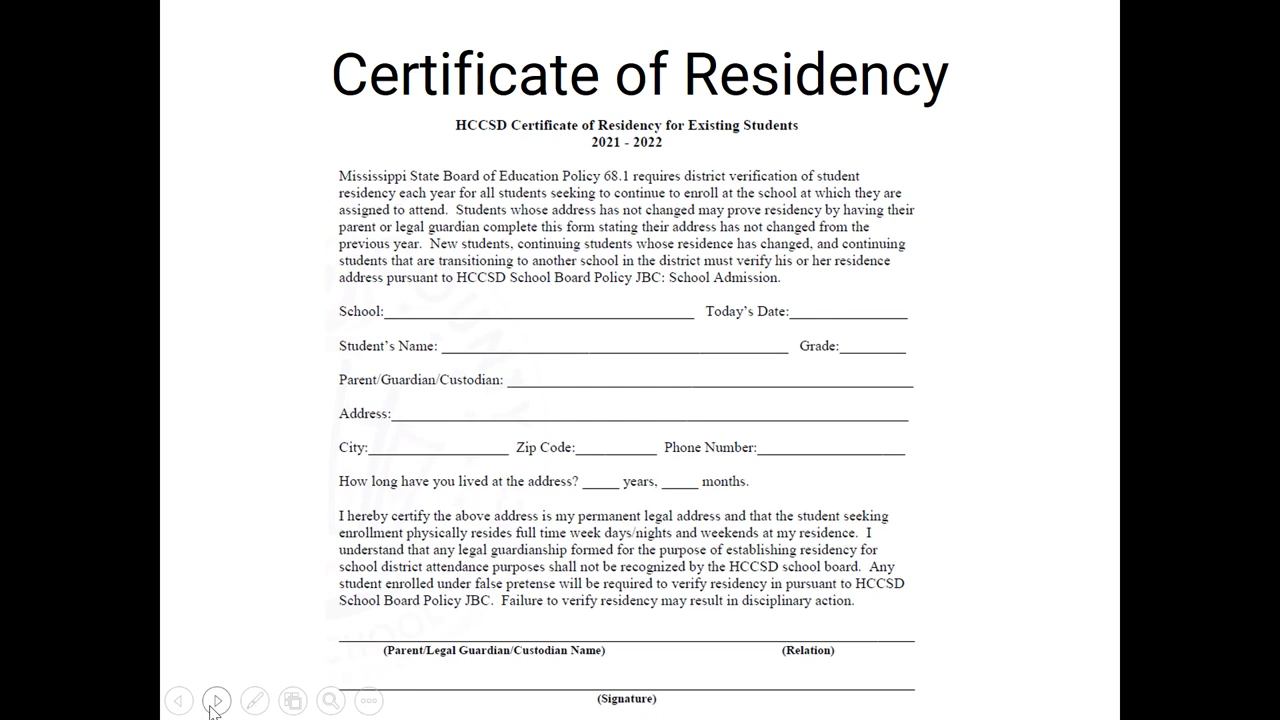 Certificate of Residency
HCCSD Certificate of Residency for Existing Students
2021 - 2022
Mississippi State Board of Education Policy 68.1 requires district verification of student
residency each year for all students seeking to continue to enroll at the school at which they are
assigned to attend.  Students whose address has not changed may prove residency by having their
parent or legal guardian complete this form stating their address has not changed from the
previous year.  New students, continuing students whose residence has changed, and continuing
students that are transitioning to another school in the district must verify his or her residence
address pursuant to HCCSD School Board Policy JBC: School Admission.
School:__________ Today's Date:__________
Student's Name: __________ Grade:__________
Parent/Guardian/Custodian: __________
Address:__________
City:__________ Zip Code:__________ Phone Number:__________
How long have you lived at the address? _____ years, _____ months.
I hereby certify the above address is my permanent legal address and that the student seeking
enrollment physically resides full time week days/nights and weekends at my residence.  I
understand that any legal guardianship formed for the purpose of establishing residency for
school district attendance purposes shall not be recognized by the HCCSD school board.  Any
student enrolled under false pretense will be required to verify residency in pursuant to HCCSD
School Board Policy JBC.  Failure to verify residency may result in disciplinary action.
(Parent/Legal Guardian/Custodian Name) (Relation)
(Signature)